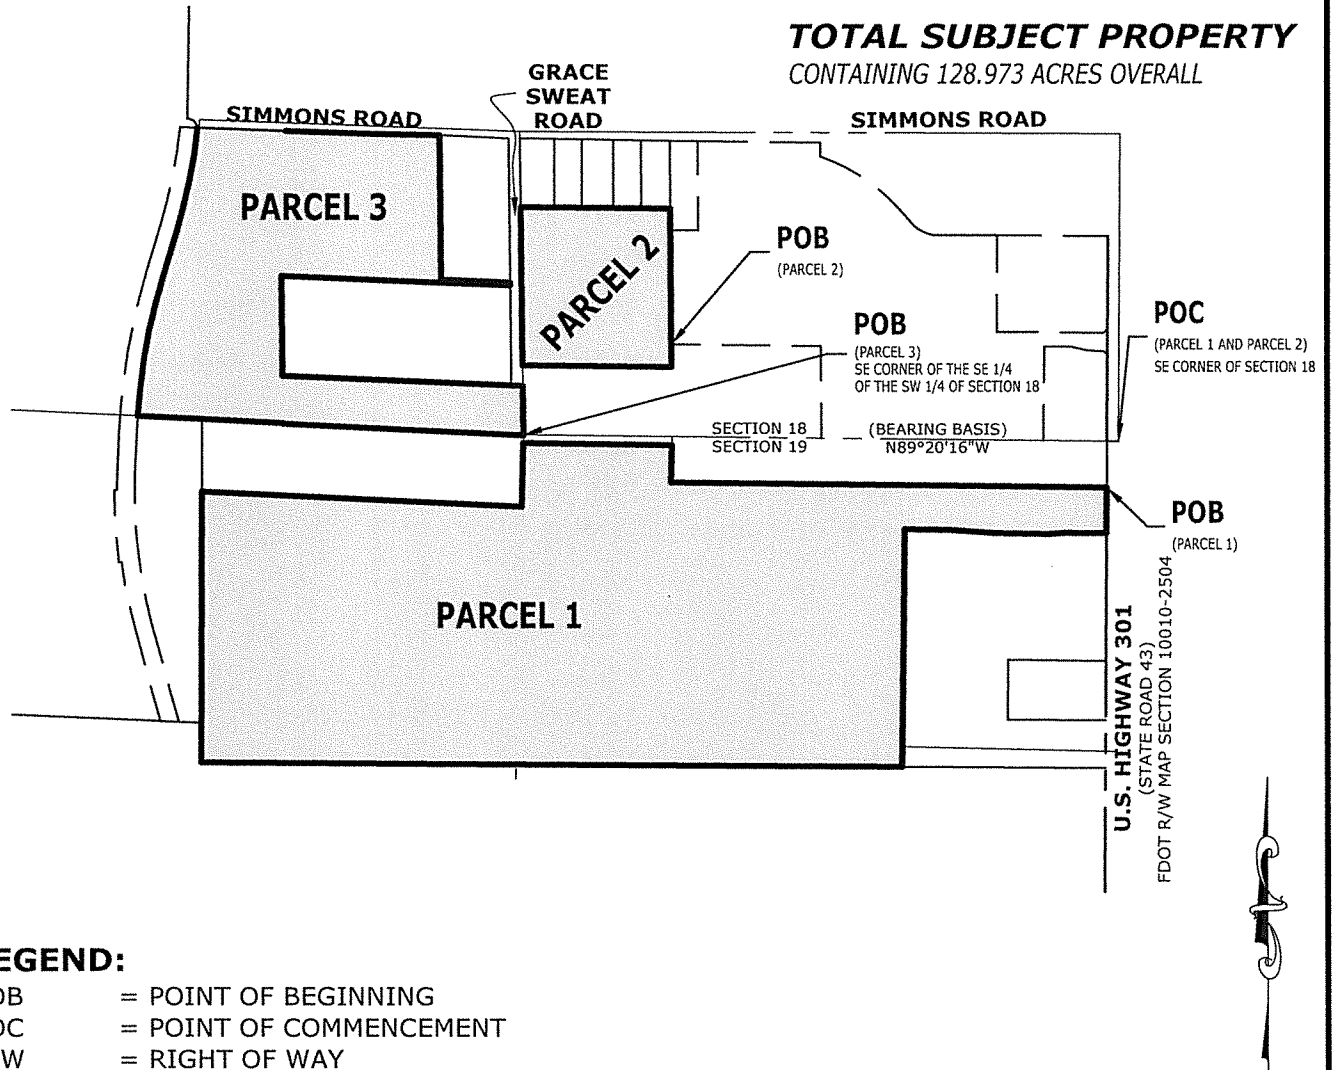 TOTAL SUBJECT PROPERTY
CONTAINING 128.973 ACRES OVERALL
GRACE
SWEAT
ROAD
SIMMONS ROAD
SIMMONS ROAD
PARCEL 3
PARCEL 2
POB
(PARCEL 2)
POB
(PARCEL 3)
SE CORNER OF THE SE 1/4
OF THE SW 1/4 OF SECTION 18
POC
(PARCEL 1 AND PARCEL 2)
SE CORNER OF SECTION 18
SECTION 18
SECTION 19
(BEARING BASIS)
N89°20'16"W
POB
(PARCEL 1)
PARCEL 1
U.S. HIGHWAY 301
(STATE ROAD 43)
FDOT R/W MAP SECTION 10010-2504
EGEND:
OB = POINT OF BEGINNING
OC = POINT OF COMMENCEMENT
W = RIGHT OF WAY